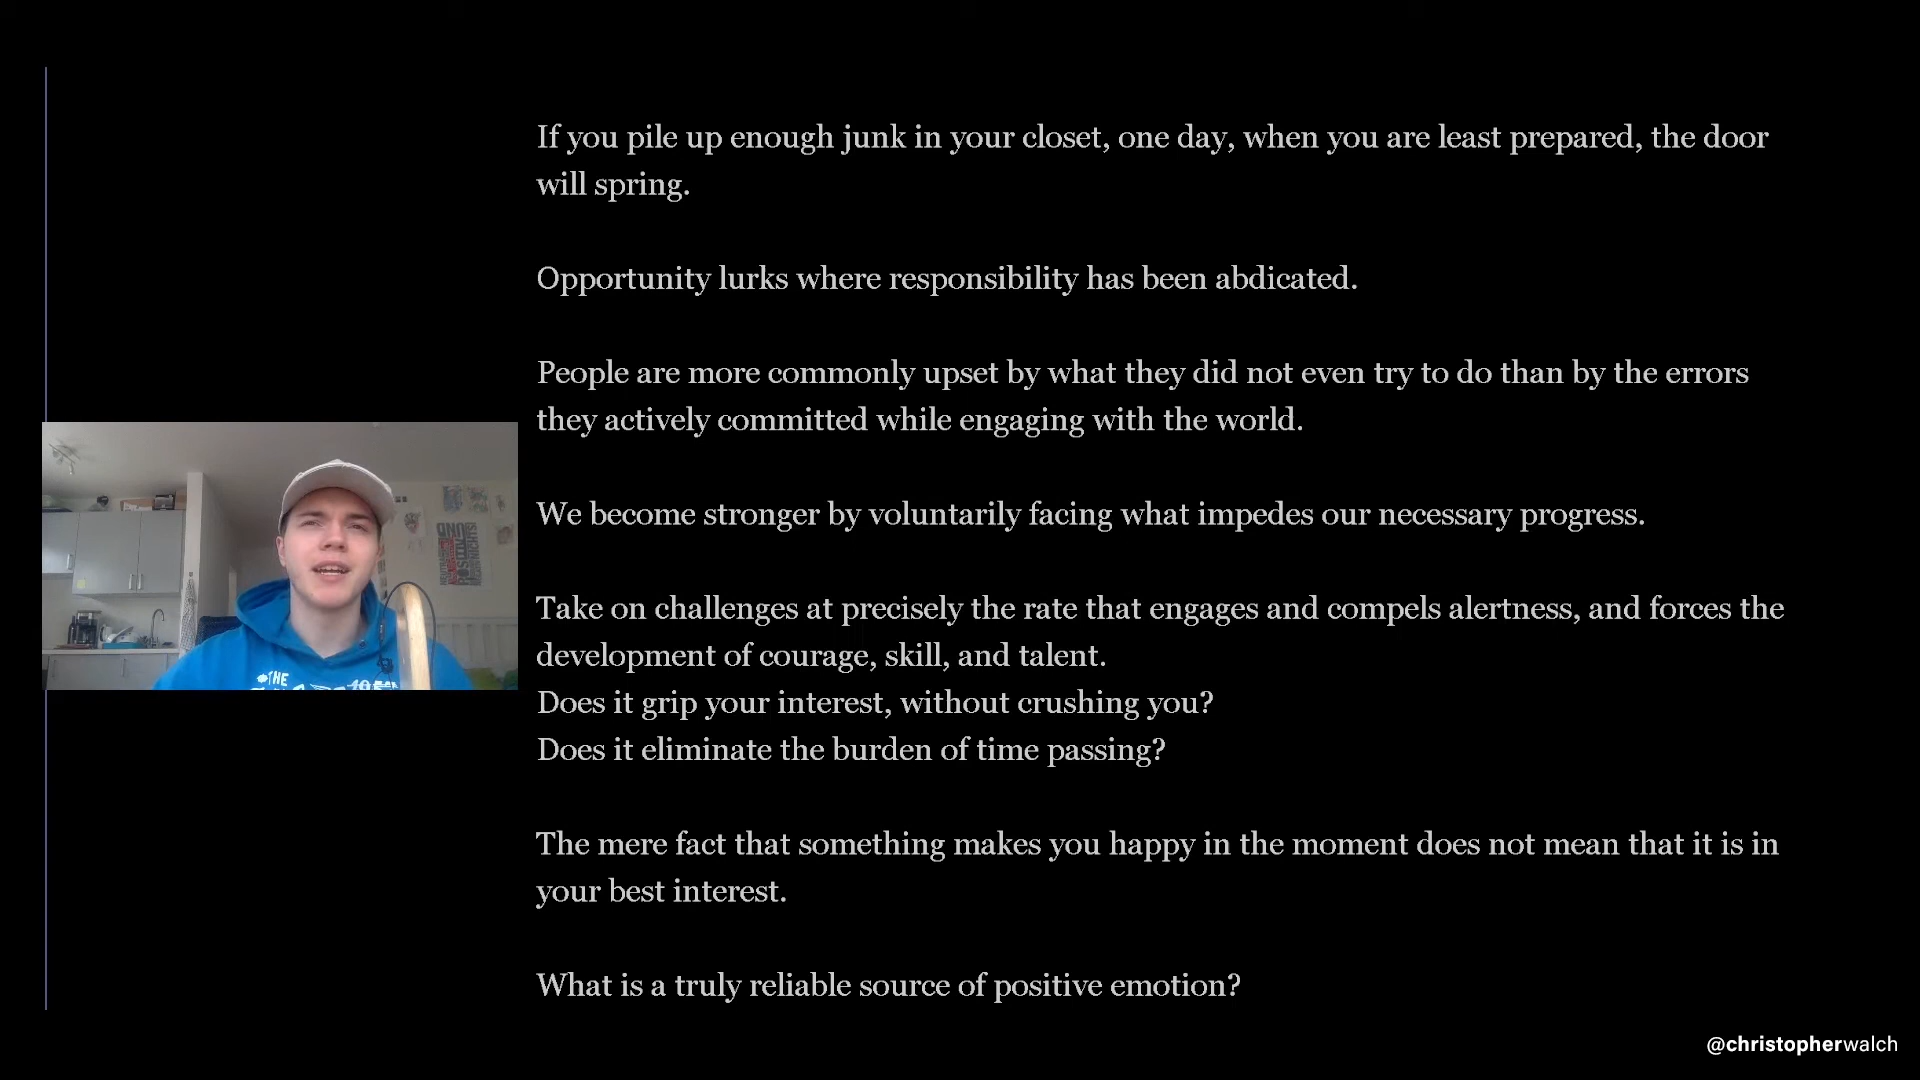 If you pile up enough junk in your closet, one day, when you are least prepared, the door
will spring.
Opportunity lurks where responsibility has been abdicated.
People are more commonly upset by what they did not even try to do than by the errors
they actively committed while engaging with the world.
We become stronger by voluntarily facing what impedes our necessary progress.
Take on challenges at precisely the rate that engages and compels alertness, and forces the
development of courage, skill, and talent.
Does it grip your interest, without crushing you?
Does it eliminate the burden of time passing?
The mere fact that something makes you happy in the moment does not mean that it is in
your best interest.
What is a truly reliable source of positive emotion?
THE
@christopherwalch